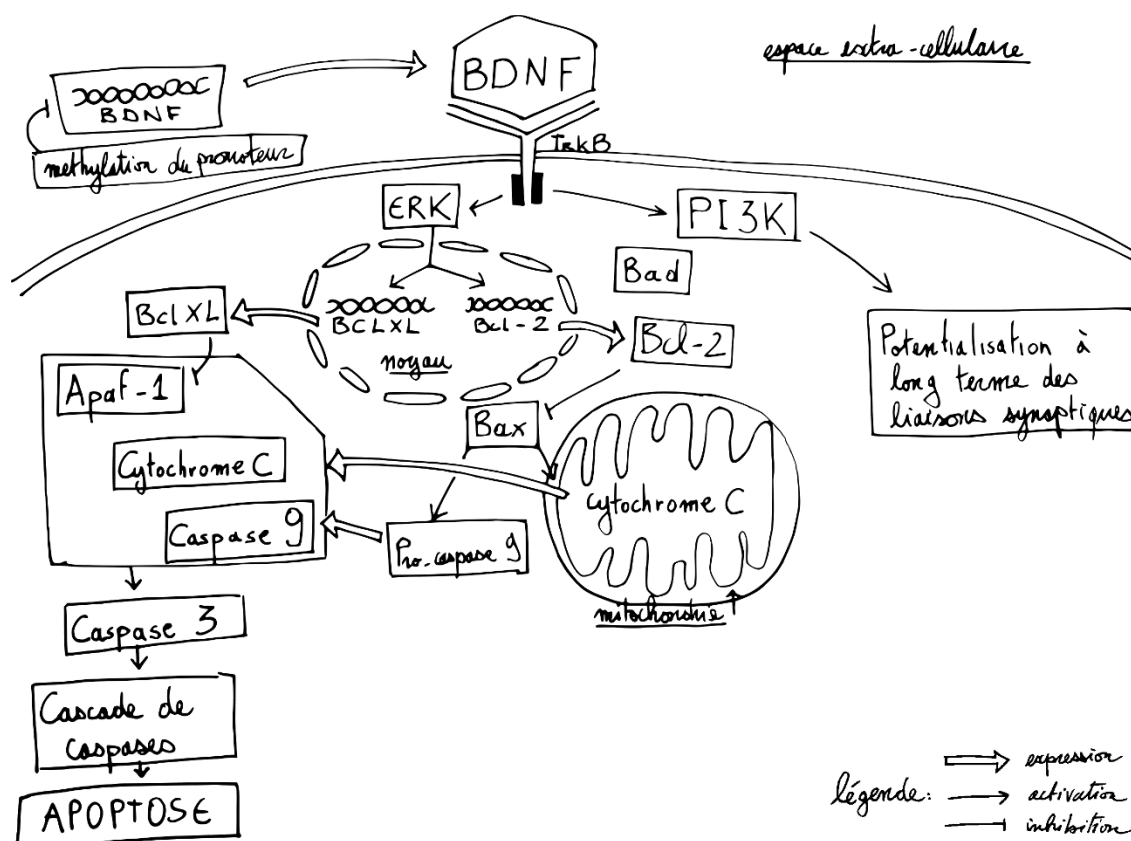 espace extra-cellulaire
BDNF
BDNF
méthylation du promoteur
TrkB
ERK
PI3K
Bad
BclXL
BCLXL
Bcl-2
Bcl-2
noyau
Potentialisation à
long terme des
liaisons synaptiques
Apaf-1
Bax
Cytochrome C
Cytochrome C
Caspase 9
Pro-caspase 9
mitochondrie
Caspase 3
Cascade de
caspases
APOPTOSE
légende:
expression
activation
inhibition